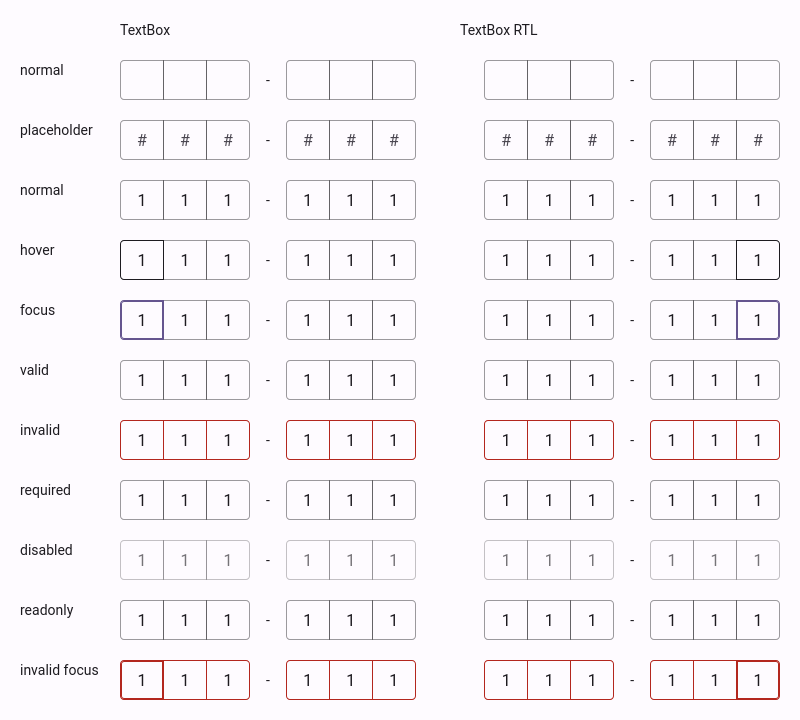 TextBox TextBox RTL
normal - -
placeholder # # # - # # # # # # - # # #
normal 1 1 1 - 1 1 1 1 1 1 - 1 1 1
hover 1 1 1 - 1 1 1 1 1 1 - 1 1 1
focus 1 1 1 - 1 1 1 1 1 1 - 1 1 1
valid 1 1 1 - 1 1 1 1 1 1 - 1 1 1
invalid 1 1 1 - 1 1 1 1 1 1 - 1 1 1
required 1 1 1 - 1 1 1 1 1 1 - 1 1 1
disabled 1 1 1 - 1 1 1 1 1 1 - 1 1 1
readonly 1 1 1 - 1 1 1 1 1 1 - 1 1 1
invalid focus 1 1 1 - 1 1 1 1 1 1 - 1 1 1